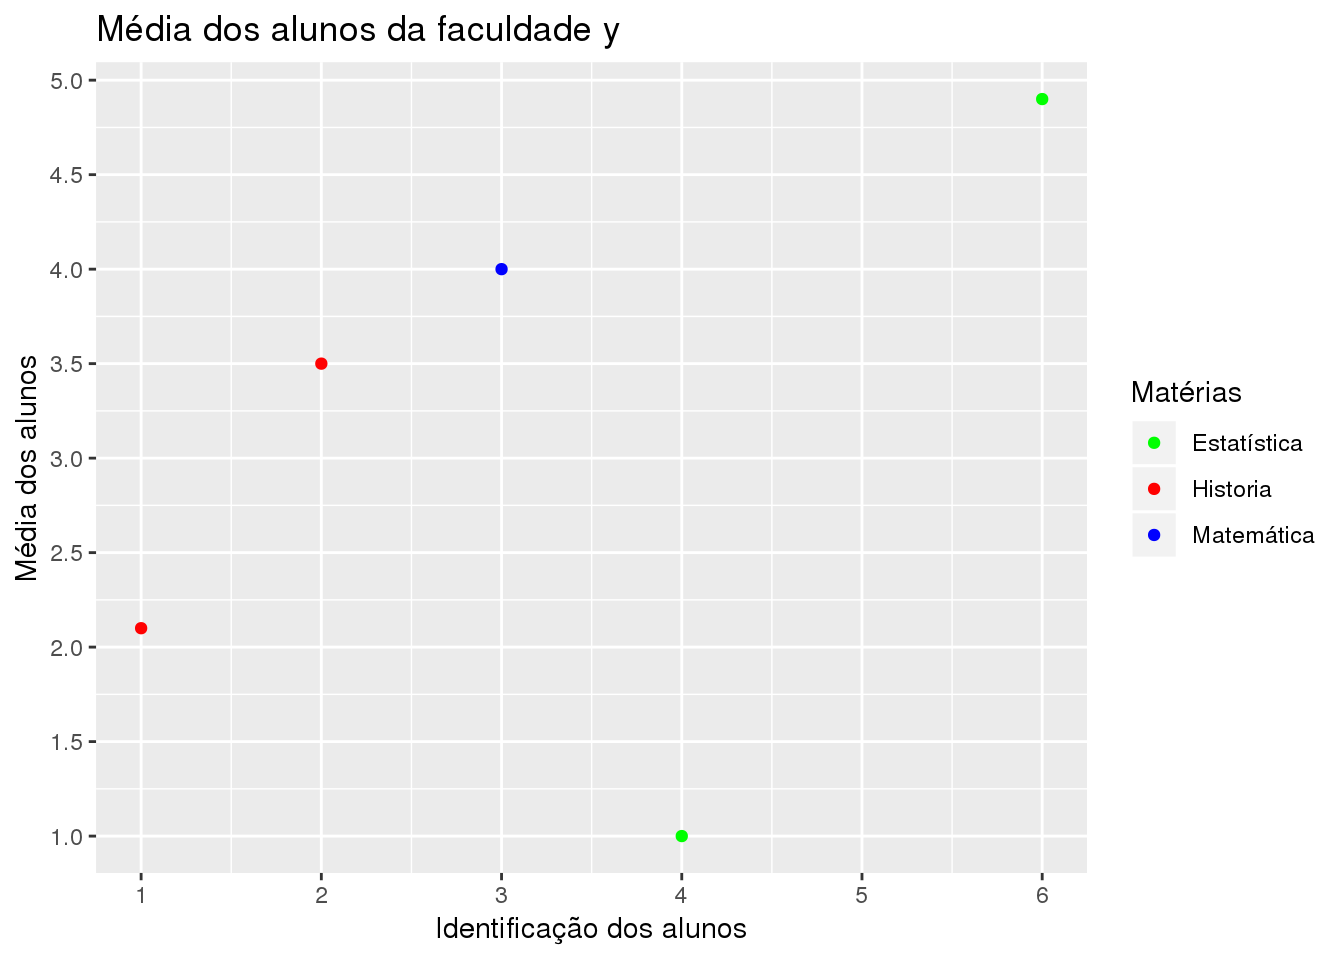 Média dos alunos da faculdade y
5.0
4.5
4.0
3.5
3.0
2.5
2.0
1.5
1.0
Média dos alunos
1 2 3 4 5 6
Identificação dos alunos
Matérias
Estatística
Historia
Matemática